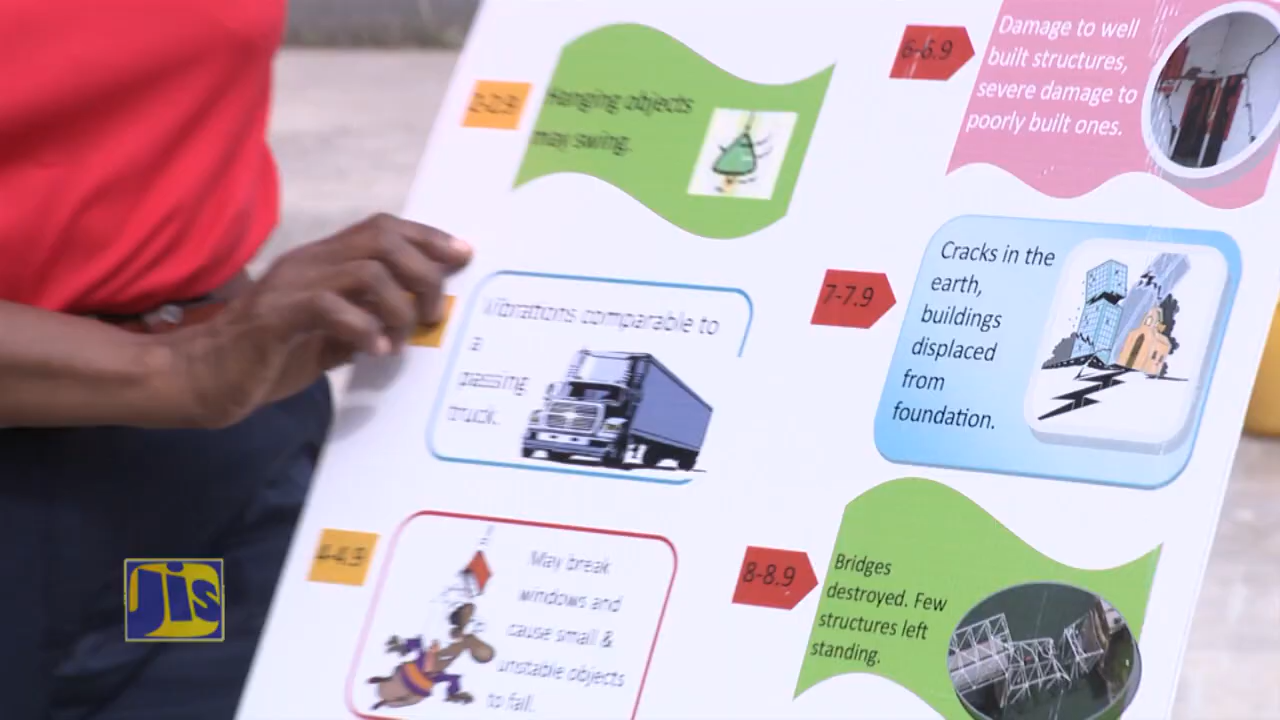 2-2.9
Hanging objects
may swing.
Vibrations comparable to
a
passing
truck.
4-4.9
May break
windows and
cause small &
unstable objects
to fall.
6-6.9
Damage to well
built structures,
severe damage to
poorly built ones.
7-7.9
Cracks in the
earth,
buildings
displaced
from
foundation.
8-8.9
Bridges
destroyed. Few
structures left
standing.
Jis